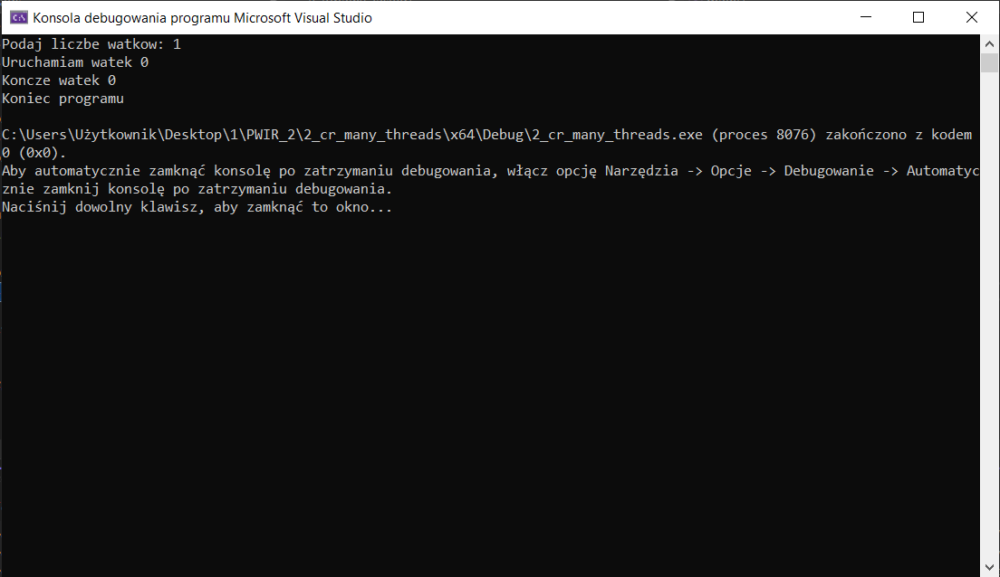 Konsola debugowania programu Microsoft Visual Studio
Podaj liczbe watkow: 1
Uruchamiam watek 0
Koncze watek 0
Koniec programu
C:\Users\Użytkownik\Desktop\1\PWIR_2\2_cr_many_threads\x64\Debug\2_cr_many_threads.exe (proces 8076) zakończono z kodem
0 (0x0).
Aby automatycznie zamknąć konsolę po zatrzymaniu debugowania, włącz opcję Narzędzia -> Opcje -> Debugowanie -> Automatyc
znie zamknij konsolę po zatrzymaniu debugowania.
Naciśnij dowolny klawisz, aby zamknąć to okno...